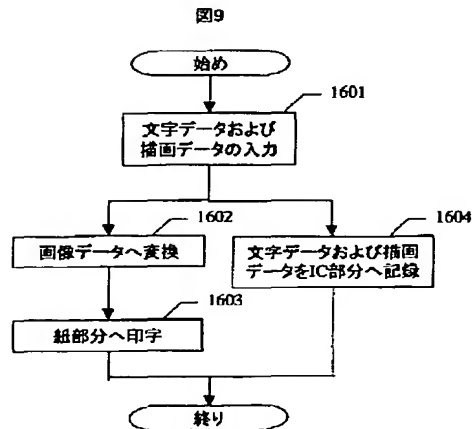 図9
始め
1601
文字データおよび
描画データの入力
1602
画像データへ変換
1603
紙部分へ印字
1604
文字データおよび描画
データをIC部分へ記録
終り